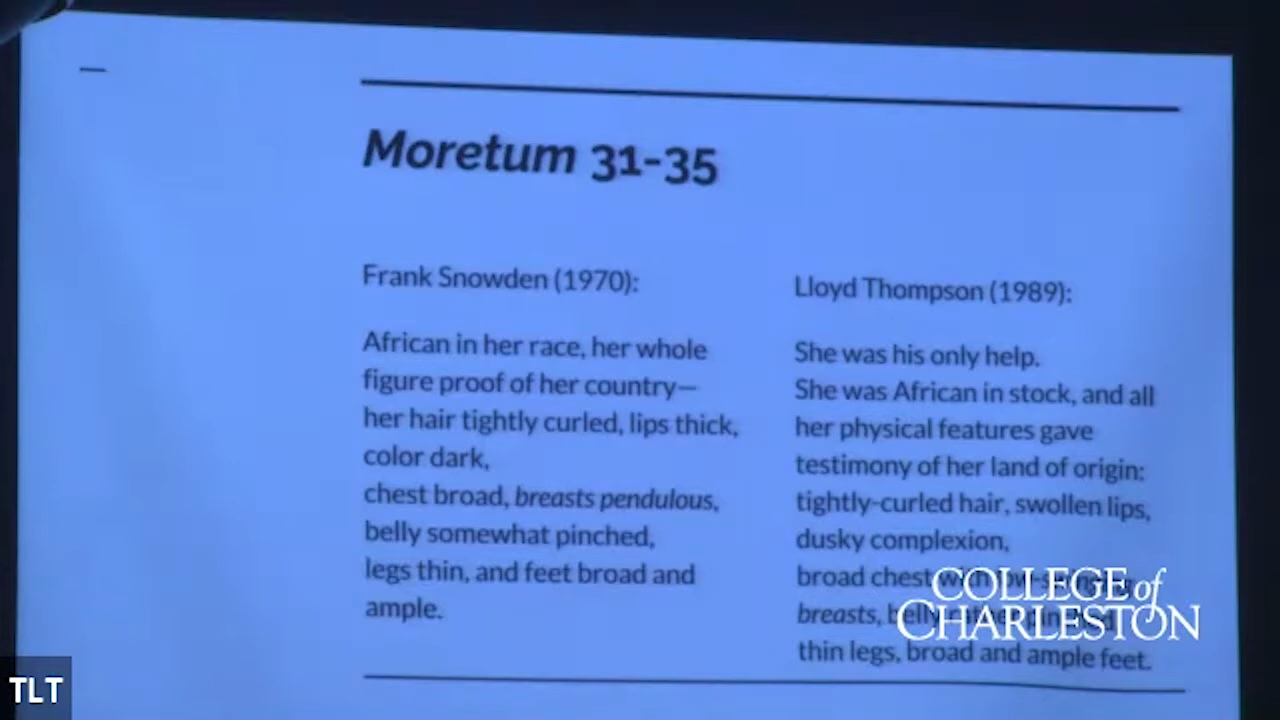 Moretum 31-35
Frank Snowden (1970):
African in her race, her whole
figure proof of her country—
her hair tightly curled, lips thick,
color dark,
chest broad, breasts pendulous,
belly somewhat pinched,
legs thin, and feet broad and
ample.
Lloyd Thompson (1989):
She was his only help.
She was African in stock, and all
her physical features gave
testimony of her land of origin:
tightly-curled hair, swollen lips,
dusky complexion,
broad chest with
breasts, belly rather pinched,
thin legs, broad and ample feet.
COLLEGE of
CHARLESTON
TLT